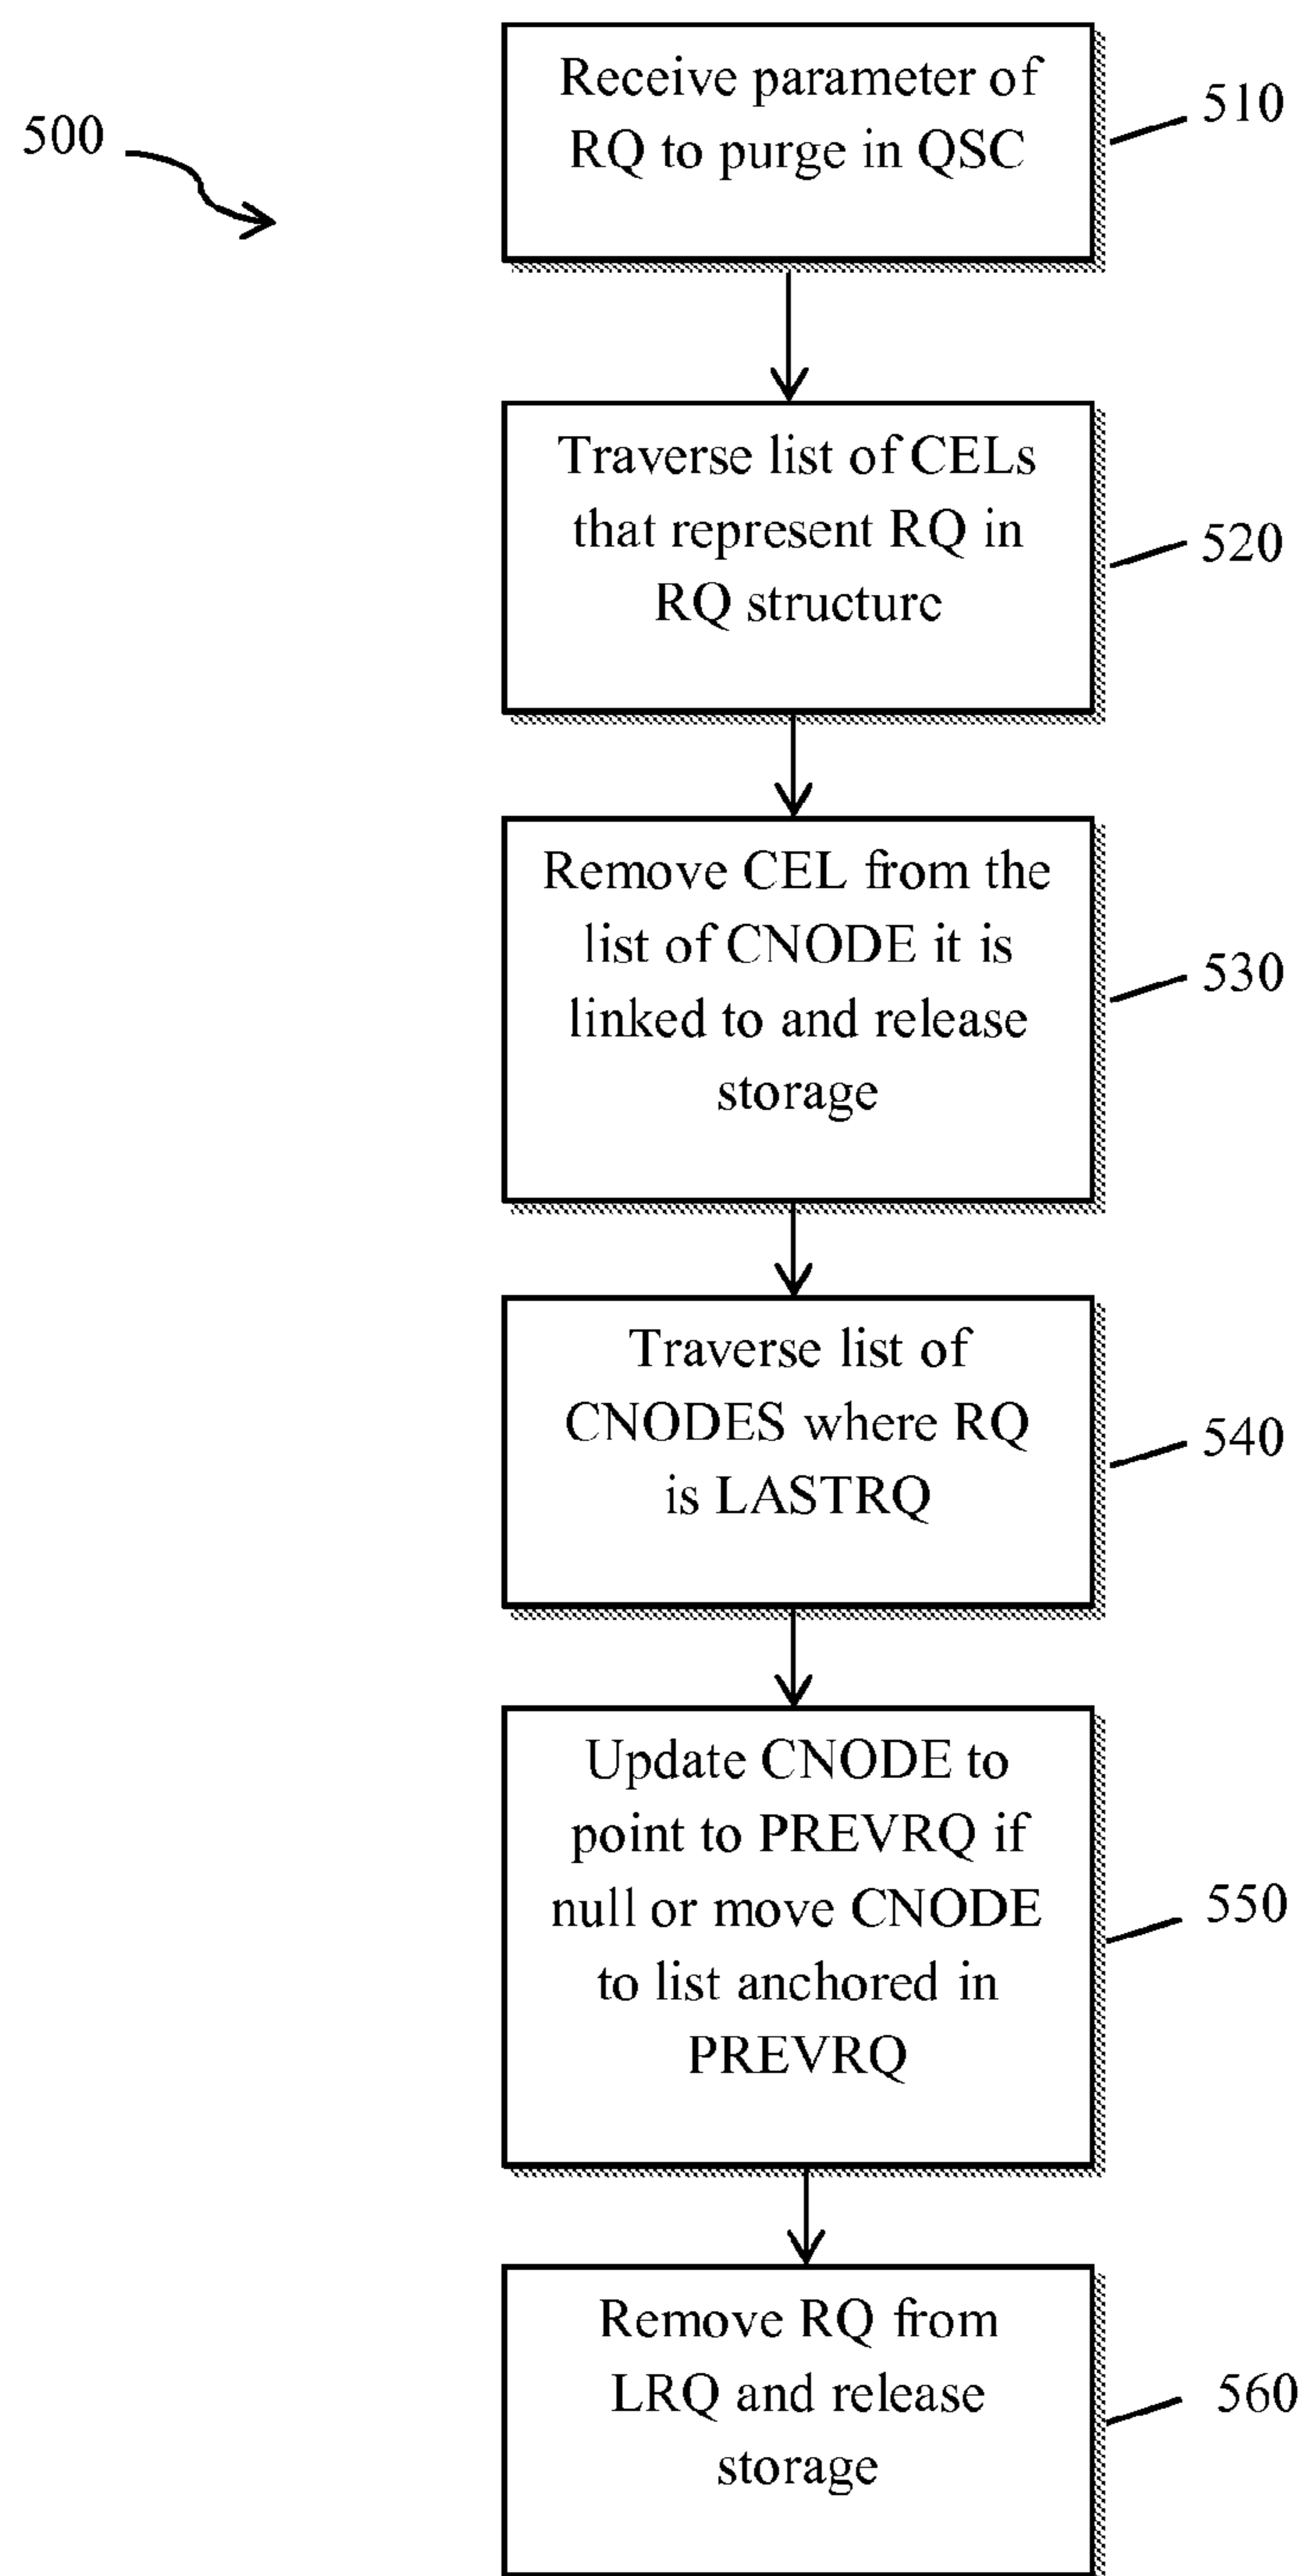 500
Receive parameter of
RQ to purge in QSC
510
Traverse list of CELs
that represent RQ in
RQ structure
520
Remove CEL from the
list of CNODE it is
linked to and release
storage
530
Traverse list of
CNODES where RQ
is LASTRQ
540
Update CNODE to
point to PREVRQ if
null or move CNODE
to list anchored in
PREVRQ
550
Remove RQ from
LRQ and release
storage
560